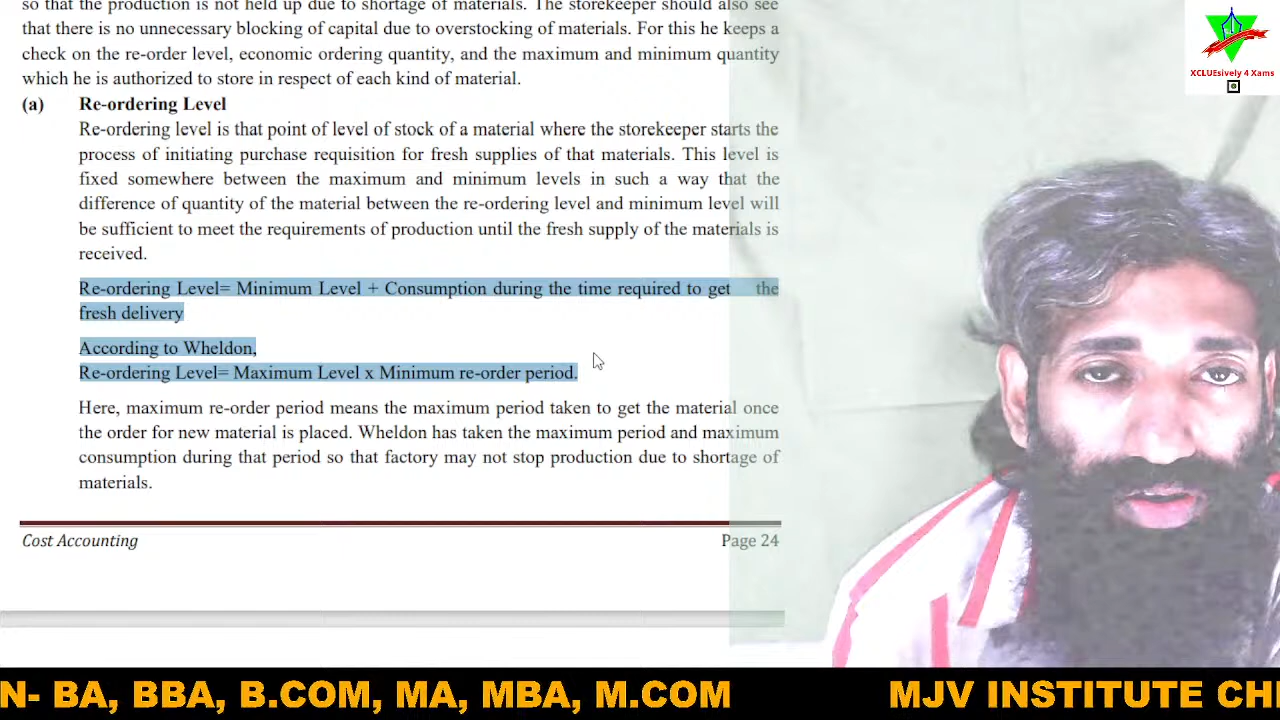 so that the production is not held up due to shortage of materials. The storekeeper should also see
that there is no unnecessary blocking of capital due to overstocking of materials. For this he keeps a
check on the re-order level, economic ordering quantity, and the maximum and minimum quantity
which he is authorized to store in respect of each kind of material.
(a) Re-ordering Level
Re-ordering level is that point of level of stock of a material where the storekeeper starts the
process of initiating purchase requisition for fresh supplies of that materials. This level is
fixed somewhere between the maximum and minimum levels in such a way that the
difference of quantity of the material between the re-ordering level and minimum level will
be sufficient to meet the requirements of production until the fresh supply of the materials is
received.
Re-ordering Level= Minimum Level + Consumption during the time required to get the
fresh delivery
According to Wheldon,
Re-ordering Level= Maximum Level x Minimum re-order period.
Here, maximum re-order period means the maximum period taken to get the material once
the order for new material is placed. Wheldon has taken the maximum period and maximum
consumption during that period so that factory may not stop production due to shortage of
materials.
Cost Accounting Page 24
XCLUEsively 4 Xams
N- BA, BBA, B.COM, MA, MBA, M.COM MJV INSTITUTE CH